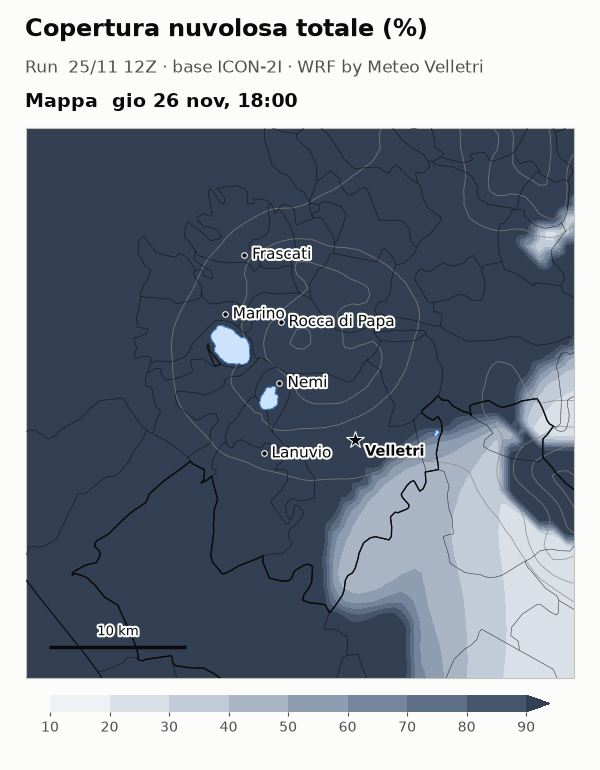 Copertura nuvolosa totale (%)
Run  25/11 12Z · base ICON-2I · WRF by Meteo Velletri
Mappa  gio 26 nov, 18:00
Frascati
Marino
Rocca di Papa
Nemi
Velletri
Lanuvio
10 km
10 20 30 40 50 60 70 80 90